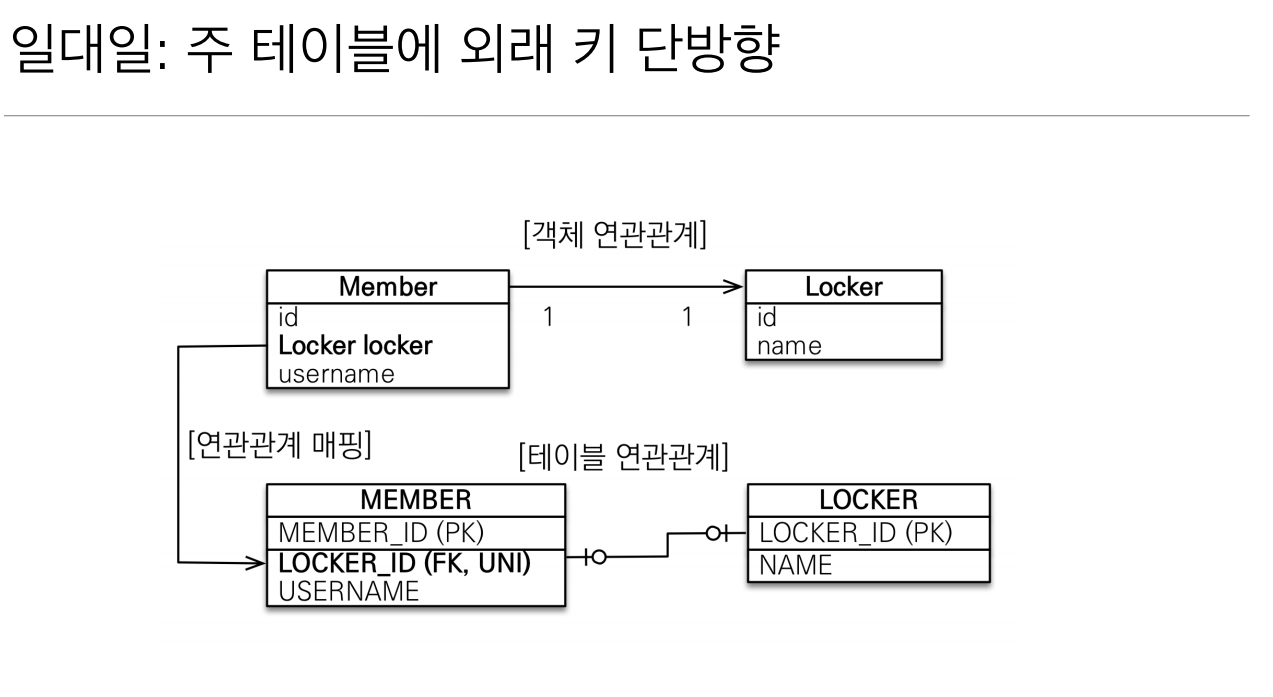 일대일: 주 테이블에 외래 키 단방향
[객체 연관관계]
Member
id
Locker locker
username
1
1
Locker
id
name
[연관관계 매핑]
[테이블 연관관계]
MEMBER
MEMBER_ID (PK)
LOCKER_ID (FK, UNI)
USERNAME
LOCKER
LOCKER_ID (PK)
NAME